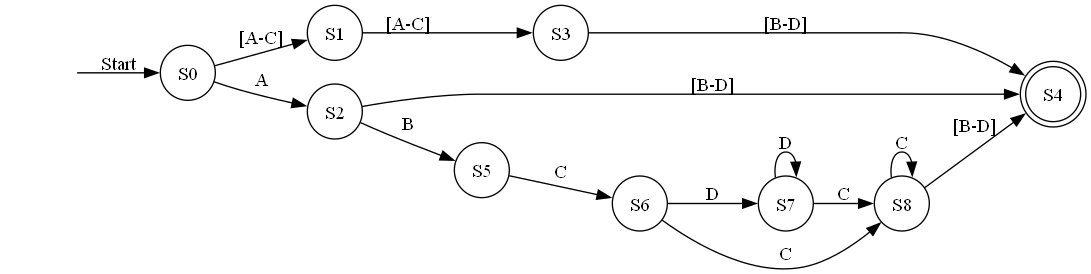 Start
S0
[A-C]
A
S1
S2
[A-C]
B
S3
S5
[B-D]
[B-D]
C
S6
D
C
D
S7
C
C
S8
[B-D]
S4